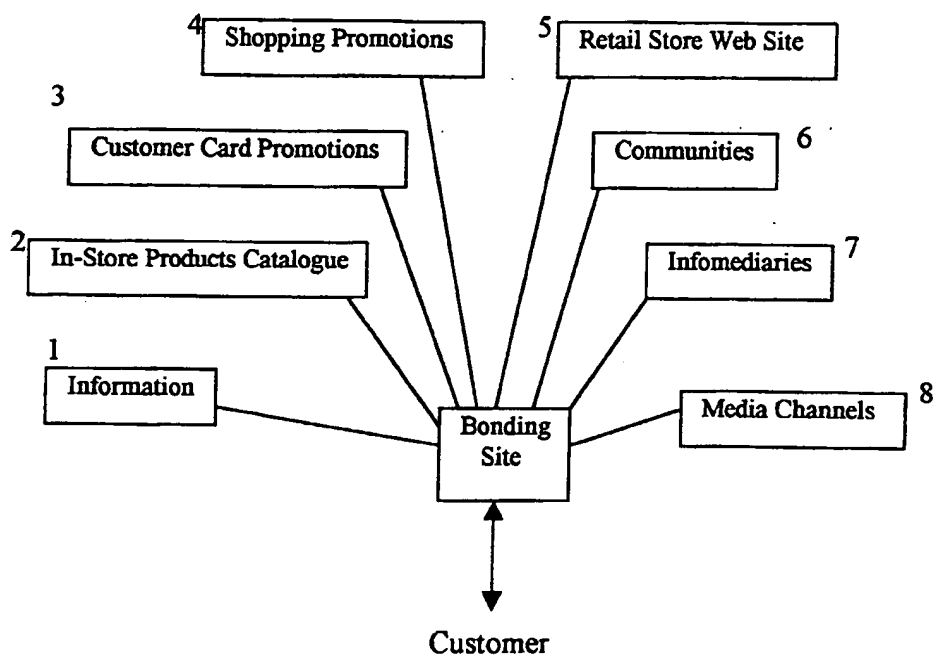 4
Shopping Promotions
5
Retail Store Web Site
3
Customer Card Promotions
Communities
6
2
In-Store Products Catalogue
Infomediaries
7
1
Information
Media Channels
8
Bonding
Site
Customer